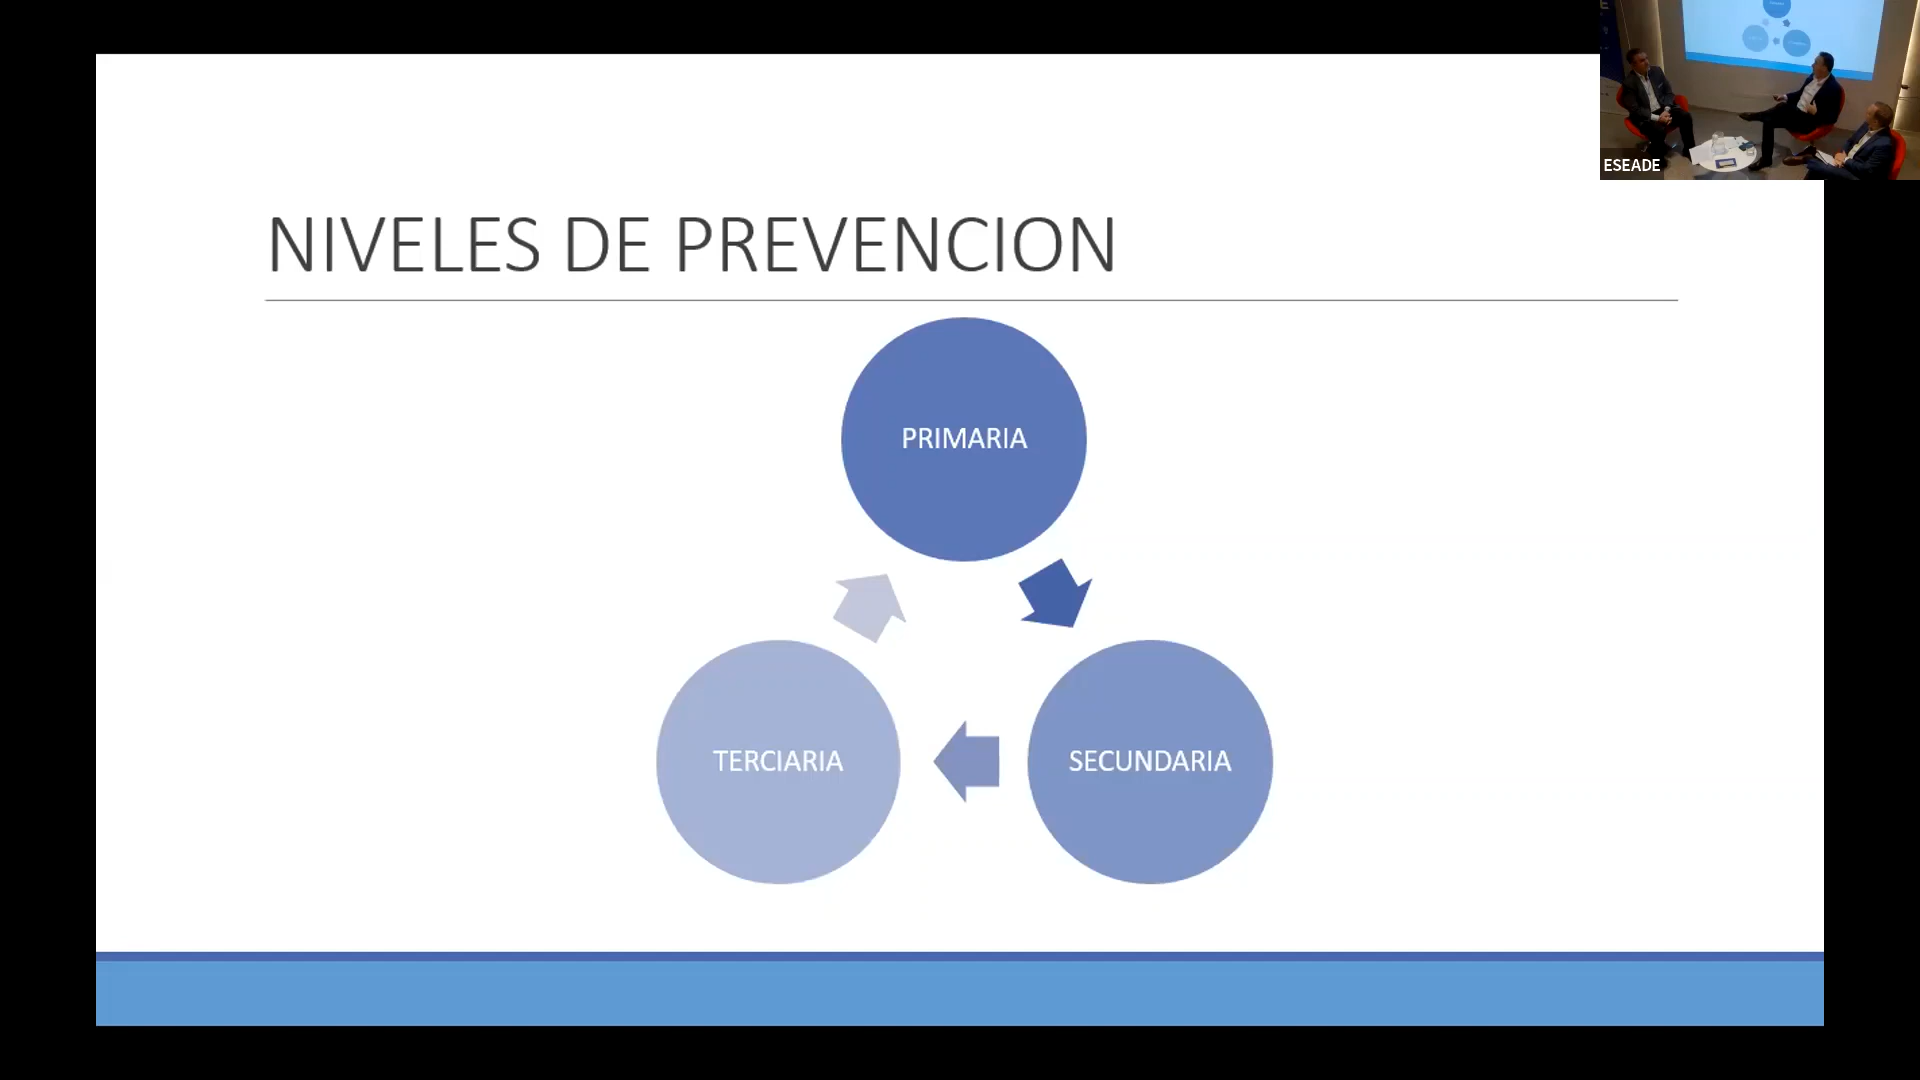 ESEADE
NIVELES DE PREVENCION
PRIMARIA
TERCIARIA
SECUNDARIA